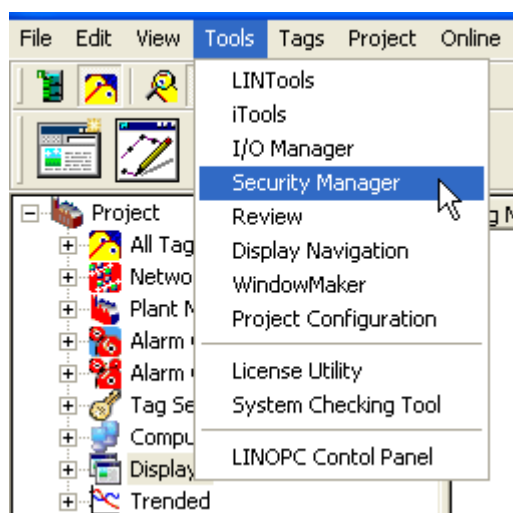 File Edit View Tools Tags Project Online
LINTools
iTools
I/O Manager
Security Manager
Review
Display Navigation
WindowMaker
Project Configuration
License Utility
System Checking Tool
LINOPC Contol Panel
Project
All Tag
Netwo
Plant
Alarm
Alarm
Tag Se
Compu
Display
Trended